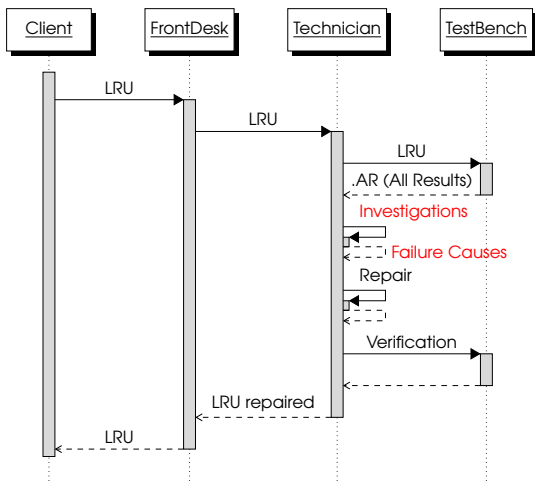 Client FrontDesk Technician TestBench
LRU
LRU
LRU
.AR (All Results)
Investigations
Failure Causes
Repair
Verification
LRU repaired
LRU